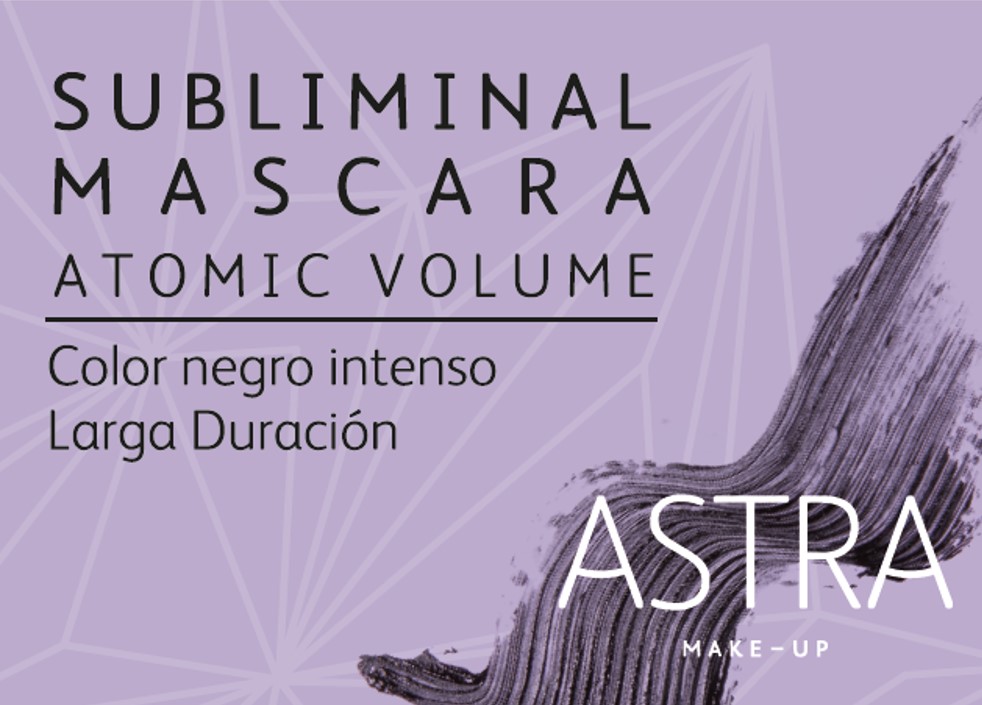 SUBLIMINAL
MASCARA
ATOMIC VOLUME
Color negro intenso
Larga Duración
ASTRA
MAKE-UP